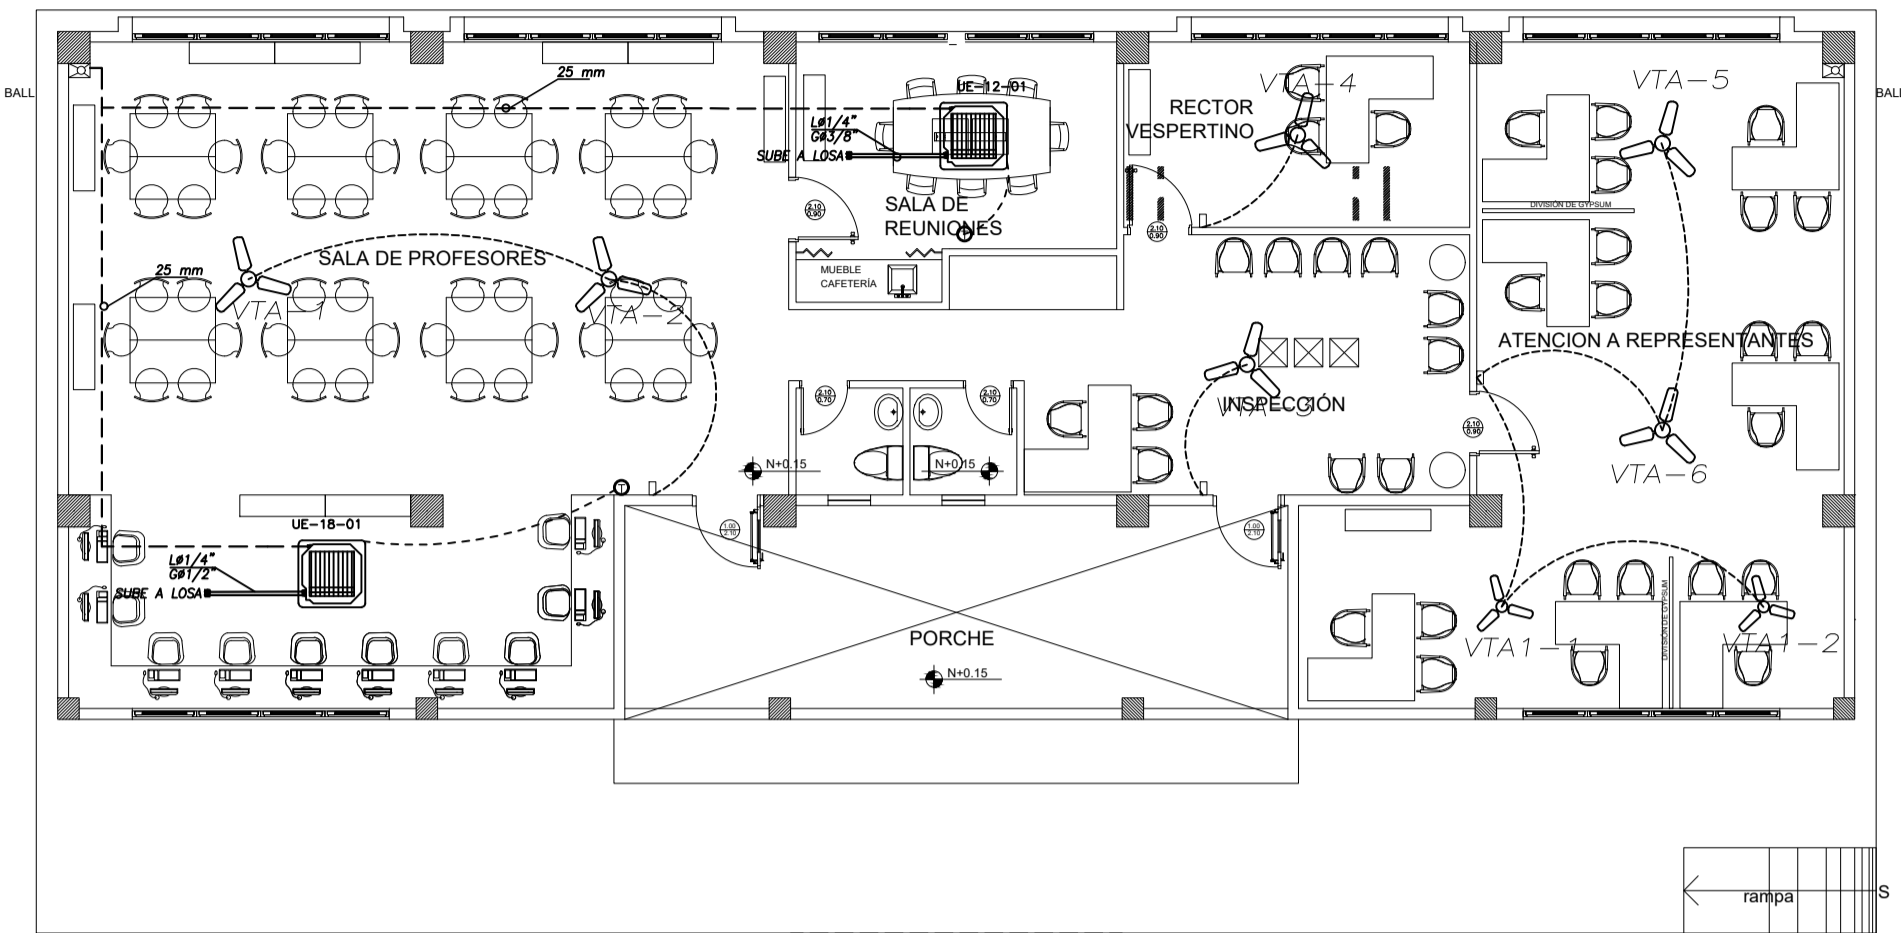 BALL
25 mm
UE-12-01
Lø1/4"
Gø3/8"
SUBE A LOSA
RECTOR
VESPERTINO
VTA-4
VTA-5
BALL
2.10
0.90
SALA DE
REUNIONES
2.10
0.90
DIVISIÓN DE GYPSUM
SALA DE PROFESORES
25 mm
MUEBLE
CAFETERÍA
VTA-1
VTA-2
ATENCION A REPRESENTANTES
2.10
0.70
2.10
0.70
INSPECCIÓN
VTA-3
2.10
0.90
N+0.15
N+0.15
VTA-6
UE-18-01
1.00
2.10
1.00
2.10
Lø1/4"
Gø1/2"
SUBE A LOSA
DIVISIÓN DE GYPSUM
PORCHE
N+0.15
VTA1-1
VTA1-2
rampa
S